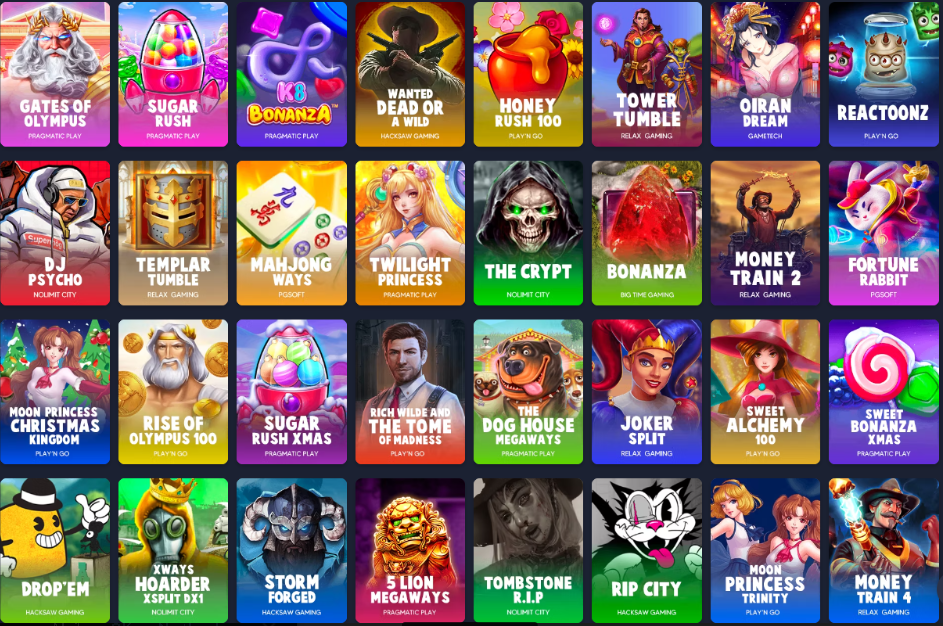 GATES OF
OLYMPUS
PRAGMATIC PLAY
SUGAR
RUSH
PRAGMATIC PLAY
K8
BONANZA™
PRAGMATIC PLAY
WANTED
DEAD OR
A WILD
HACKSAW GAMING
HONEY
RUSH 100
PLAY'N GO
TOWER
TUMBLE
RELAX GAMING
OIRAN
DREAM
GAMETECH
REACTOONZ
PLAY'N GO
Superstar
DJ
PSYCHO
NOLIMIT CITY
TEMPLAR
TUMBLE
RELAX GAMING
MAHJONG
WAYS
PGSOFT
TWILIGHT
PRINCESS
PRAGMATIC PLAY
THE CRYPT
NOLIMIT CITY
BONANZA
BIG TIME GAMING
MONEY
TRAIN 2
RELAX GAMING
FORTUNE
RABBIT
PGSOFT
MOON PRINCESS
CHRISTMAS
KINGDOM
PLAY'N GO
RISE OF
OLYMPUS 100
PLAY'N GO
SUGAR
RUSH XMAS
PRAGMATIC PLAY
RICH WILDE AND
THE TOME
OF MADNESS
PLAY'N GO
THE
DOG HOUSE
MEGAWAYS
PRAGMATIC PLAY
JOKER
SPLIT
RELAX GAMING
SWEET
ALCHEMY
100
PLAY'N GO
SWEET
BONANZA
XMAS
PRAGMATIC PLAY
DROP'EM
HACKSAW GAMING
XWAYS
HOARDER
XSPLIT DX1
NOLIMIT CITY
STORM
FORGED
HACKSAW GAMING
5 LION
MEGAWAYS
PRAGMATIC PLAY
TOMBSTONE
R.I.P
NOLIMIT CITY
RIP CITY
HACKSAW GAMING
MOON
PRINCESS
TRINITY
PLAY'N GO
MONEY
TRAIN 4
RELAX GAMING